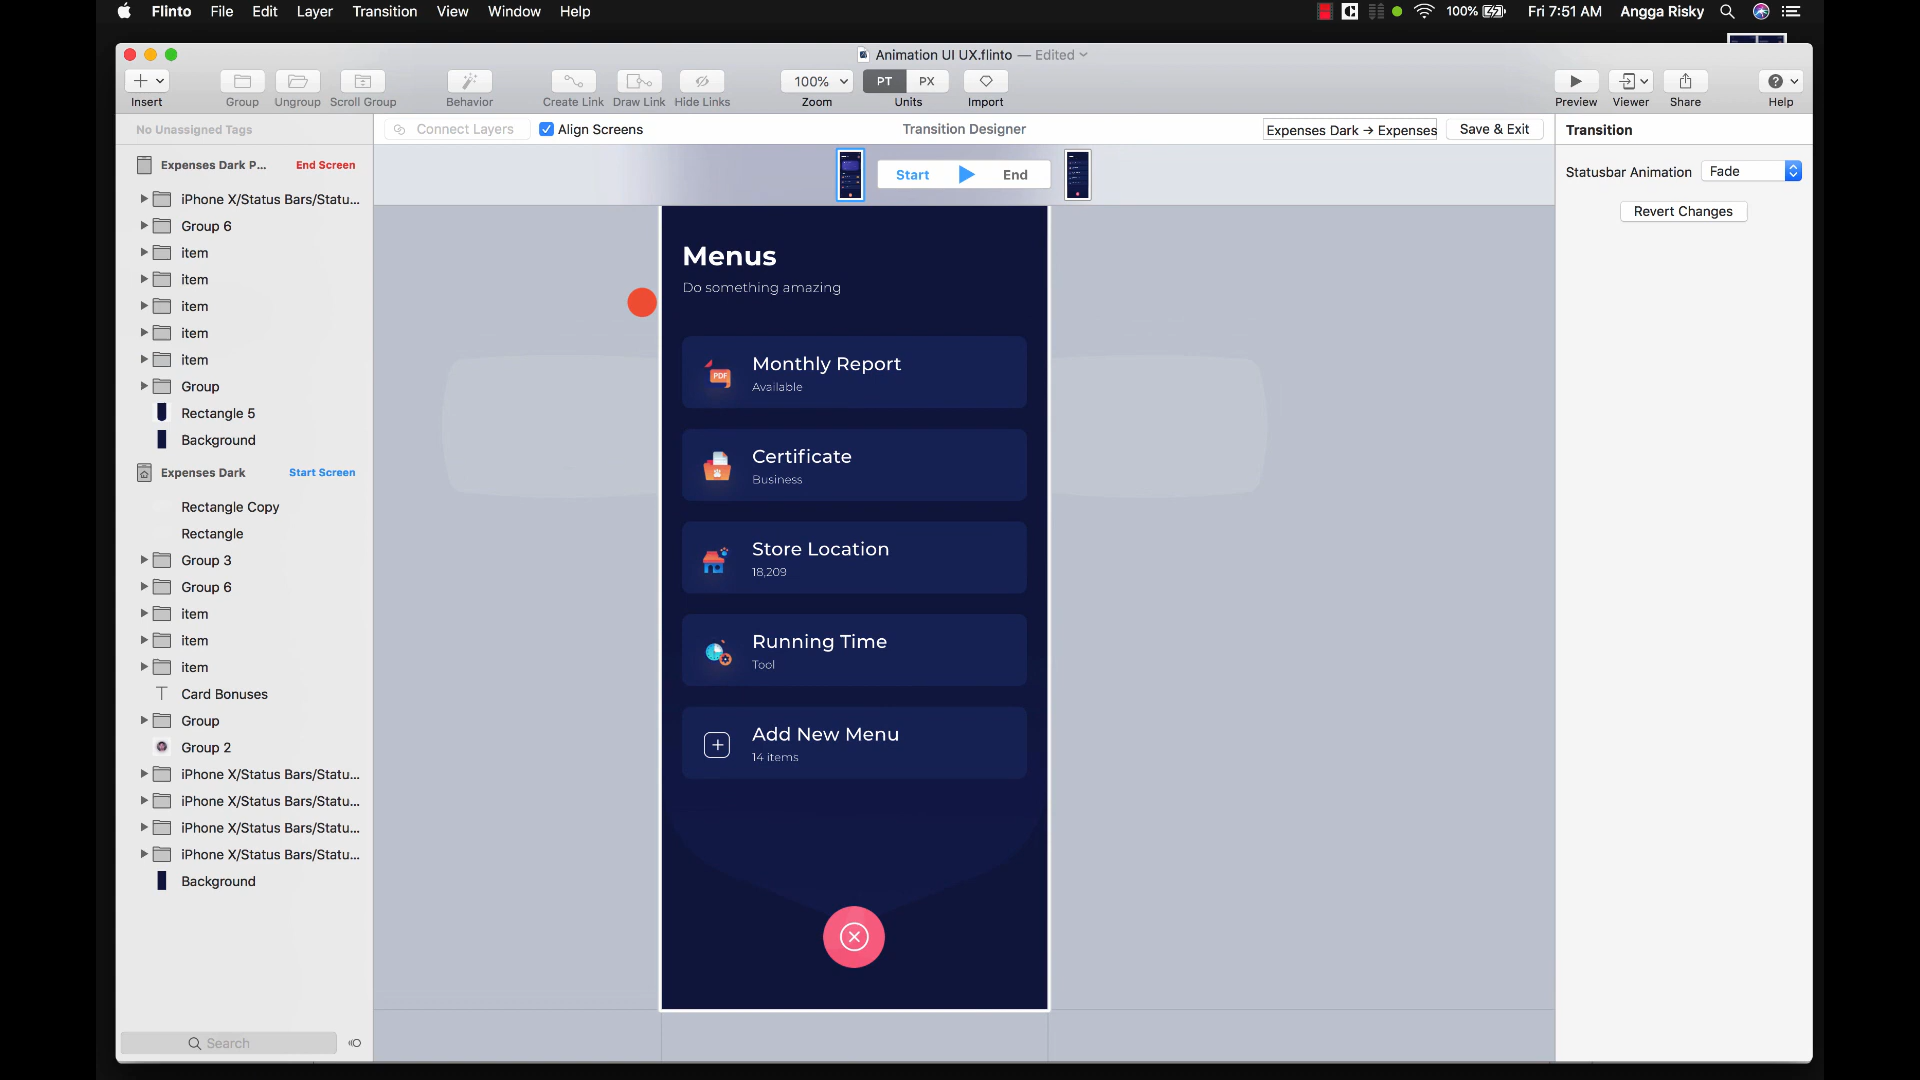 Flinto File Edit Layer Transition View Window Help
100% Fri 7:51 AM Angga Risky
Animation UI UX.flinto — Edited
100% PT PX
Insert Group Ungroup Scroll Group Behavior Create Link Draw Link Hide Links Zoom Units Import Preview Viewer Share Help
No Unassigned Tags
Connect Layers Align Screens Transition Designer Expenses Dark → Expenses Save & Exit Transition
Expenses Dark P... End Screen
Start End
Statusbar Animation Fade
Revert Changes
iPhone X/Status Bars/Statu...
Group 6
item
item
item
item
item
Group
Rectangle 5
Background
Expenses Dark Start Screen
Rectangle Copy
Rectangle
Group 3
Group 6
item
item
item
Card Bonuses
Group
Group 2
iPhone X/Status Bars/Statu...
iPhone X/Status Bars/Statu...
iPhone X/Status Bars/Statu...
iPhone X/Status Bars/Statu...
Background
Search
Menus
Do something amazing
PDF
Monthly Report
Available
Certificate
Business
Store Location
18,209
Running Time
Tool
Add New Menu
14 items